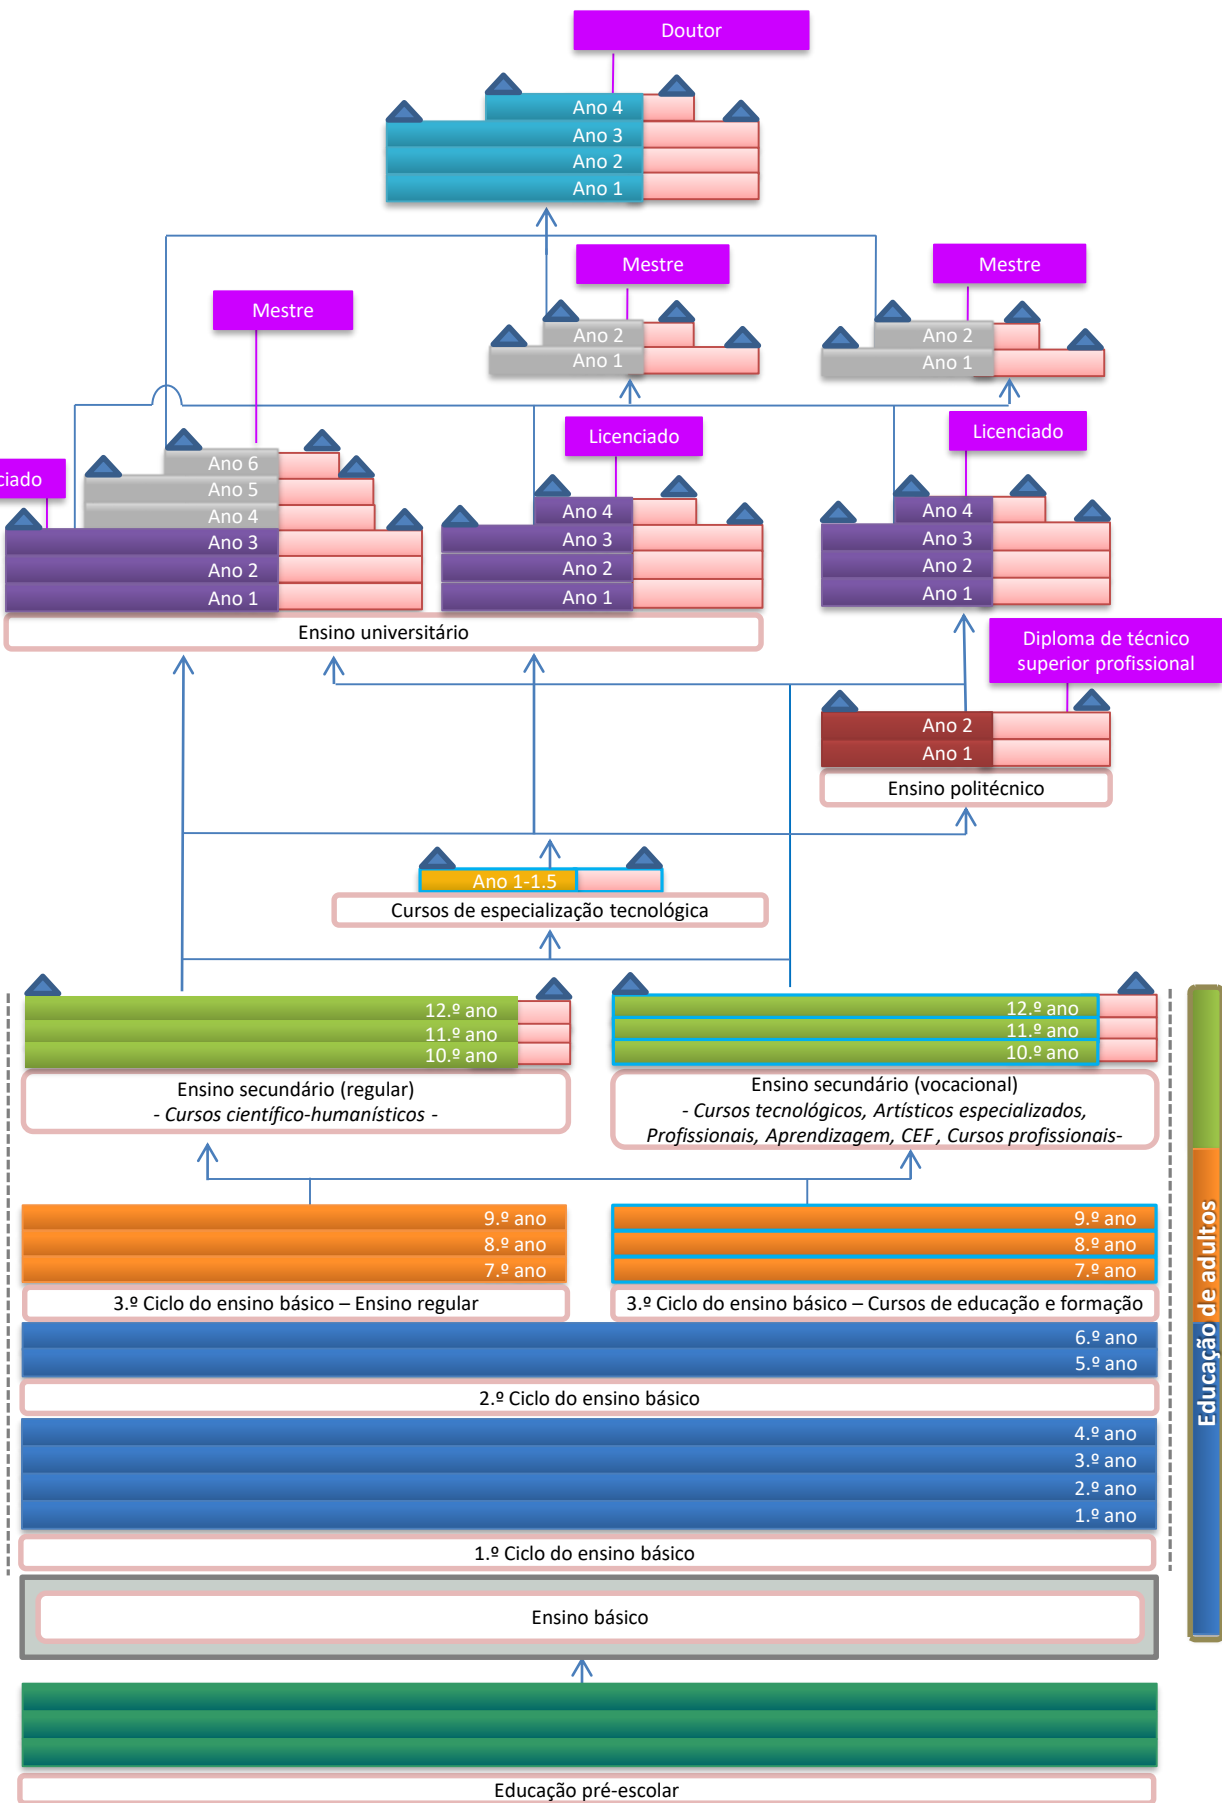 Doutor
Ano 4
Ano 3
Ano 2
Ano 1
Mestre
Mestre
Mestre
Ano 2
Ano 1
Ano 2
Ano 1
Licenciado
Licenciado
ciado
Ano 6
Ano 5
Ano 4
Ano 3
Ano 2
Ano 1
Ano 4
Ano 3
Ano 2
Ano 1
Ano 4
Ano 3
Ano 2
Ano 1
Ensino universitário
Diploma de técnico
superior profissional
Ano 2
Ano 1
Ensino politécnico
Ano 1-1.5
Cursos de especialização tecnológica
12.º ano
11.º ano
10.º ano
Ensino secundário (regular)
- Cursos científico-humanísticos -
12.º ano
11.º ano
10.º ano
Ensino secundário (vocacional)
- Cursos tecnológicos, Artísticos especializados,
Profissionais, Aprendizagem, CEF , Cursos profissionais-
9.º ano
8.º ano
7.º ano
3.º Ciclo do ensino básico – Ensino regular
9.º ano
8.º ano
7.º ano
3.º Ciclo do ensino básico – Cursos de educação e formação
6.º ano
5.º ano
2.º Ciclo do ensino básico
4.º ano
3.º ano
2.º ano
1.º ano
1.º Ciclo do ensino básico
Ensino básico
Educação pré-escolar
Educação de adultos